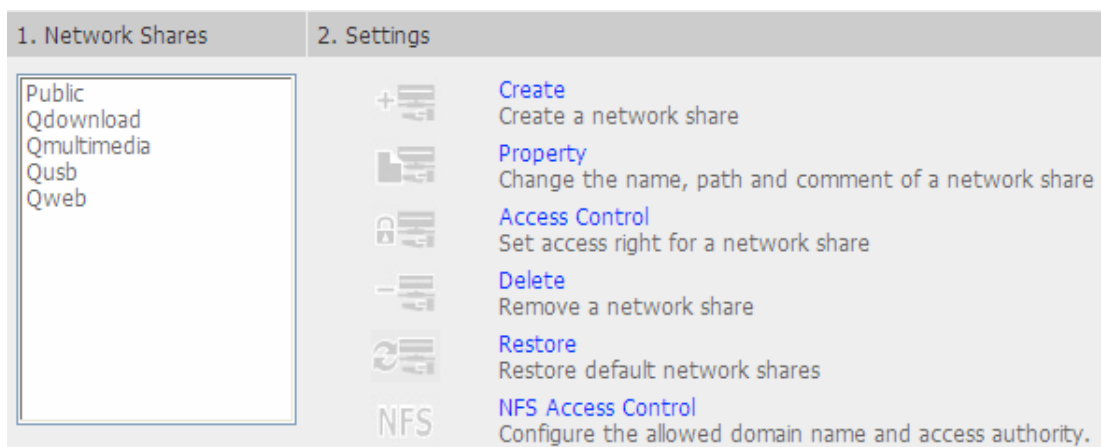 1. Network Shares
2. Settings
Public
Qdownload
Qmultimedia
Qusb
Qweb
Create
Create a network share
Property
Change the name, path and comment of a network share
Access Control
Set access right for a network share
Delete
Remove a network share
Restore
Restore default network shares
NFS
NFS Access Control
Configure the allowed domain name and access authority.